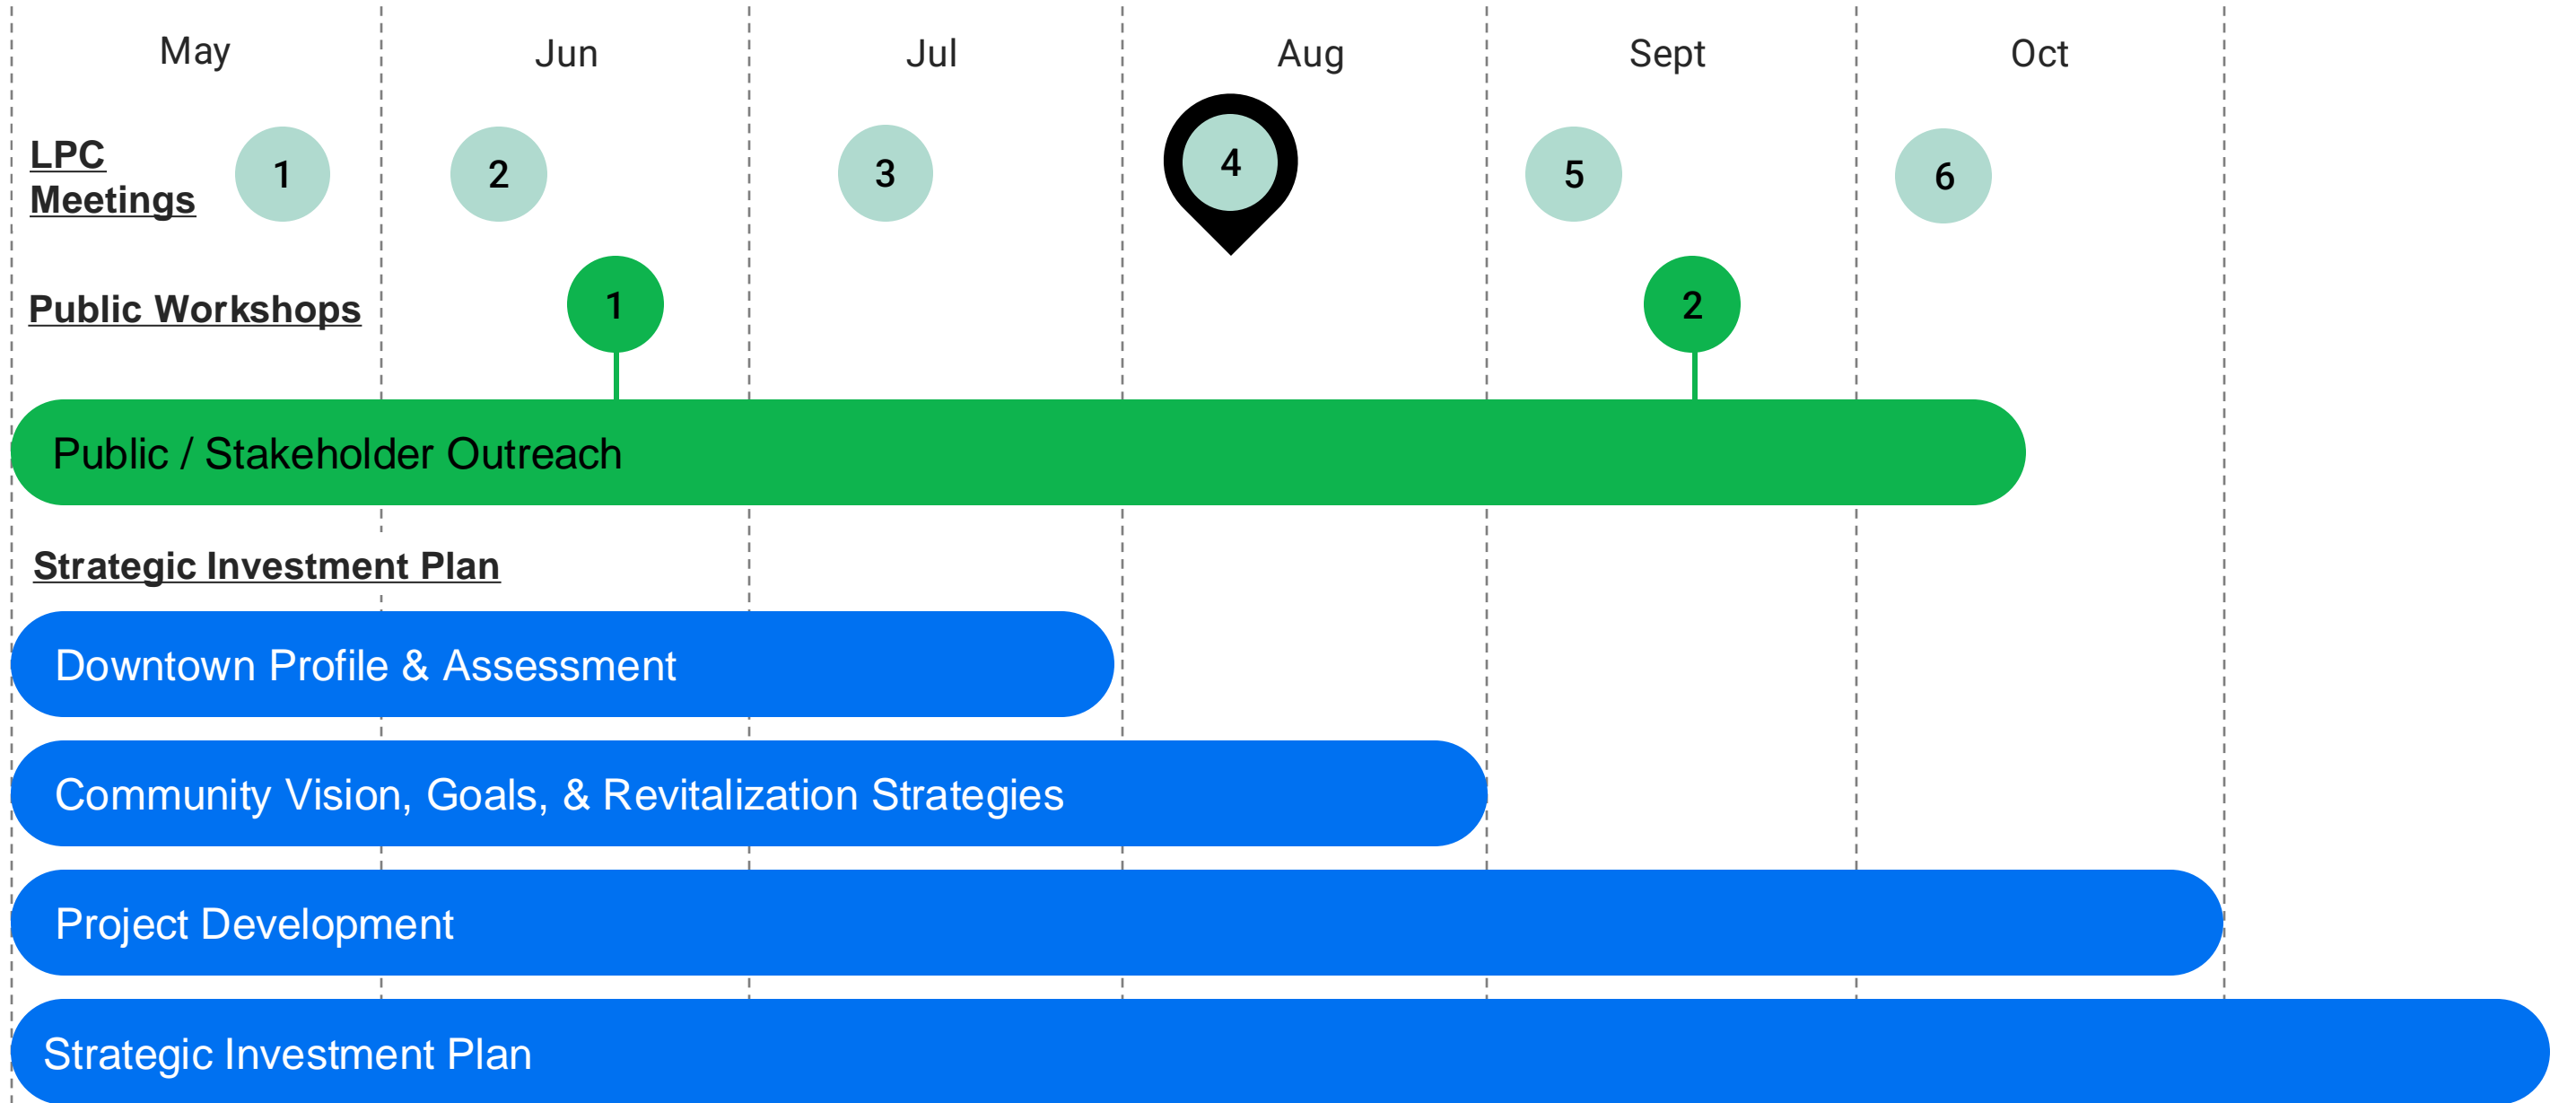 May Jun Jul Aug Sept Oct
LPC
Meetings
1 2 3 4 5 6
Public Workshops
1 2
Public / Stakeholder Outreach
Strategic Investment Plan
Downtown Profile & Assessment
Community Vision, Goals, & Revitalization Strategies
Project Development
Strategic Investment Plan